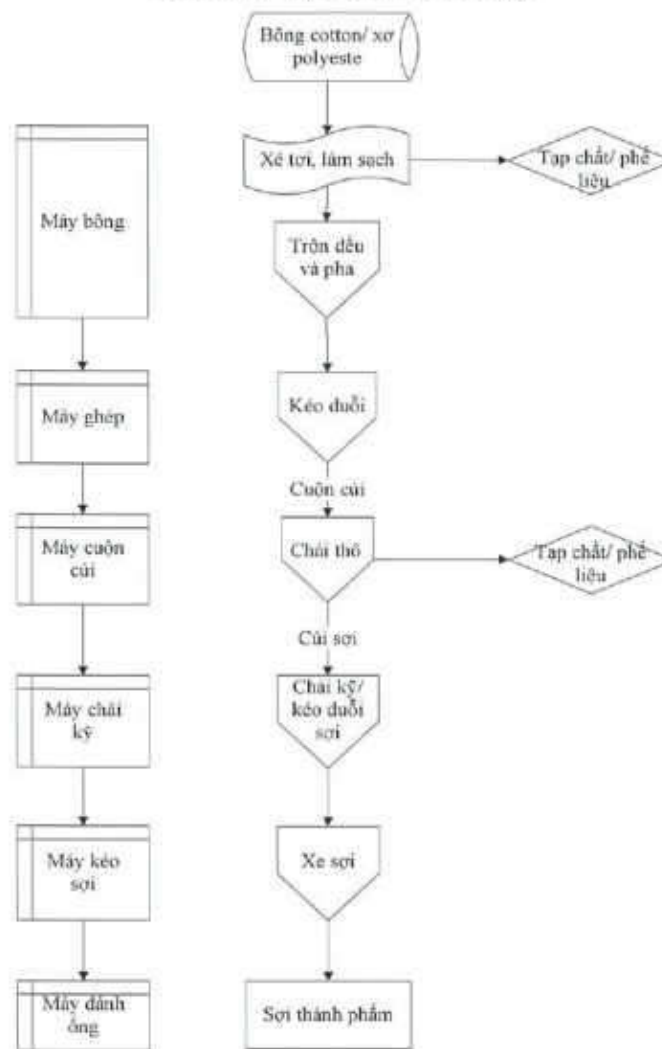 Bông cotton/ xơ
polyeste
Xé tơi, làm sạch
Tạp chất/ phế
liệu
Máy bông
Trộn đều
và pha
Máy ghép
Kéo duỗi
Cuộn cúi
Máy cuộn
cúi
Chải thô
Tạp chất/ phế
liệu
Cúi sợi
Máy chải
kỹ
Chải kỹ/
kéo duỗi
sợi
Máy kéo
sợi
Xe sợi
Máy đánh
ống
Sợi thành phẩm